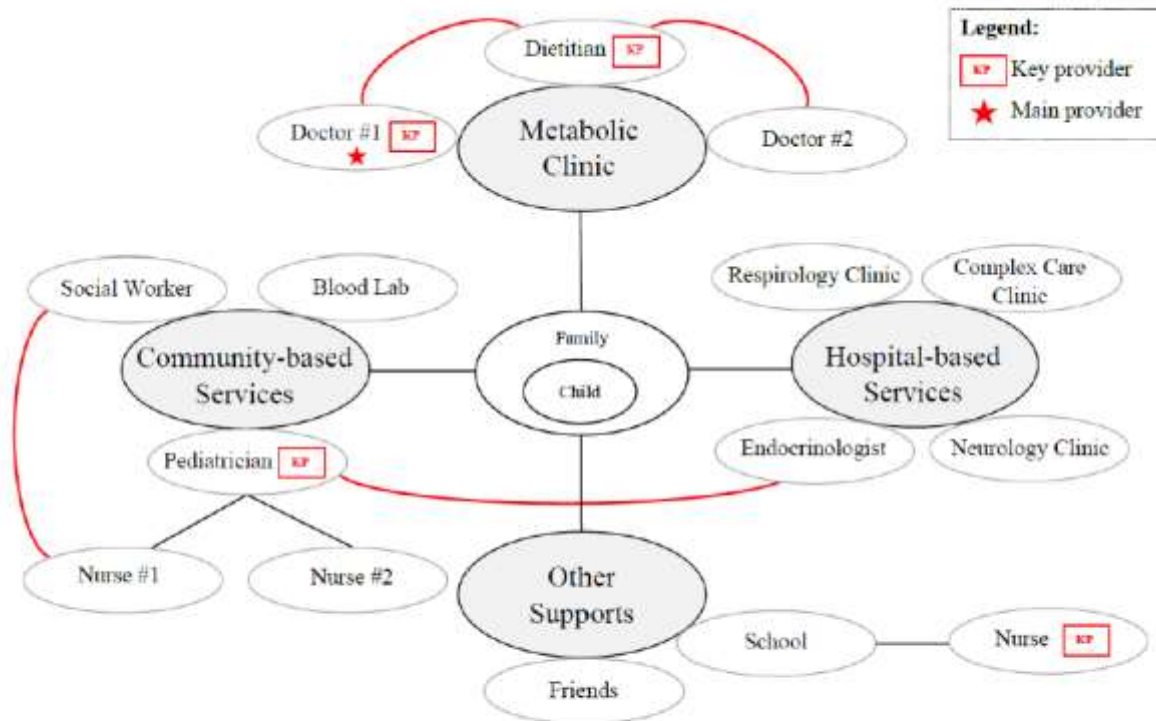 Legend:
KP Key provider
Main provider
Dietitian KP
Doctor #1 KP
Metabolic
Clinic
Doctor #2
Social Worker
Blood Lab
Community-based
Services
Pediatrician KP
Nurse #1
Nurse #2
Family
Child
Respirology Clinic
Complex Care
Clinic
Hospital-based
Services
Endocrinologist
Neurology Clinic
Other
Supports
School
Nurse KP
Friends